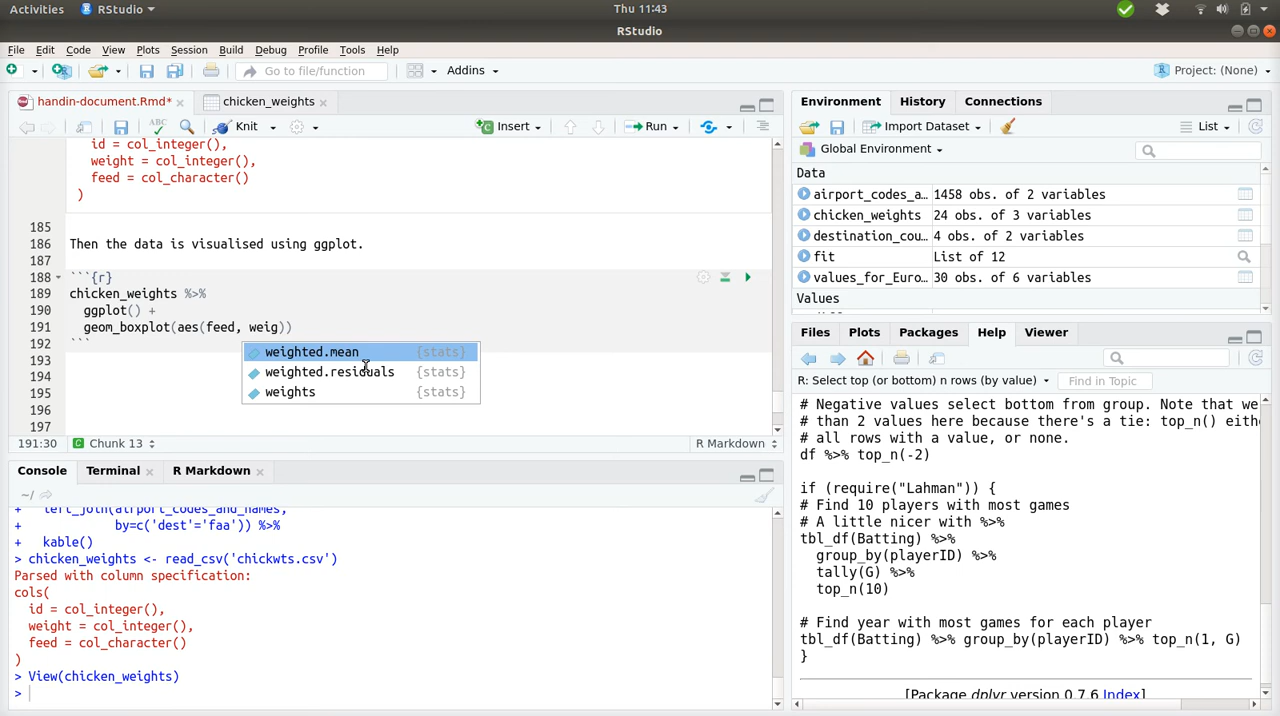 Activities RStudio Thu 11:43
RStudio
File Edit Code View Plots Session Build Debug Profile Tools Help
Go to file/function Addins Project: (None)
handin-document.Rmd* chicken_weights
ABC Knit Insert Run
id = col_integer(),
weight = col_integer(),
feed = col_character()
)
185
186 Then the data is visualised using ggplot.
187
188 ```{r}
189 chicken_weights %>%
190 ggplot() +
191 geom_boxplot(aes(feed, weig))
192 ```
193
194
195
196
197
weighted.mean {stats}
weighted.residuals {stats}
weights {stats}
191:30 Chunk 13 R Markdown
Console Terminal R Markdown
~/
+ left_join(airport_codes_and_names,
+ by=c('dest'='faa')) %>%
+ kable()
> chicken_weights <- read_csv('chickwts.csv')
Parsed with column specification:
cols(
id = col_integer(),
weight = col_integer(),
feed = col_character()
)
> View(chicken_weights)
>
Environment History Connections
Import Dataset List
Global Environment
Data
airport_codes_a… 1458 obs. of 2 variables
chicken_weights 24 obs. of 3 variables
destination_cou… 4 obs. of 2 variables
fit List of 12
values_for_Euro… 30 obs. of 6 variables
Values
Files Plots Packages Help Viewer
R: Select top (or bottom) n rows (by value) Find in Topic
# Negative values select bottom from group. Note that we
# than 2 values here because there's a tie: top_n() eithe
# all rows with a value, or none.
df %>% top_n(-2)
if (require("Lahman")) {
# Find 10 players with most games
# A little nicer with %>%
tbl_df(Batting) %>%
group_by(playerID) %>%
tally(G) %>%
top_n(10)
# Find year with most games for each player
tbl_df(Batting) %>% group_by(playerID) %>% top_n(1, G)
}
[Package dplyr version 0.7.6 Index]